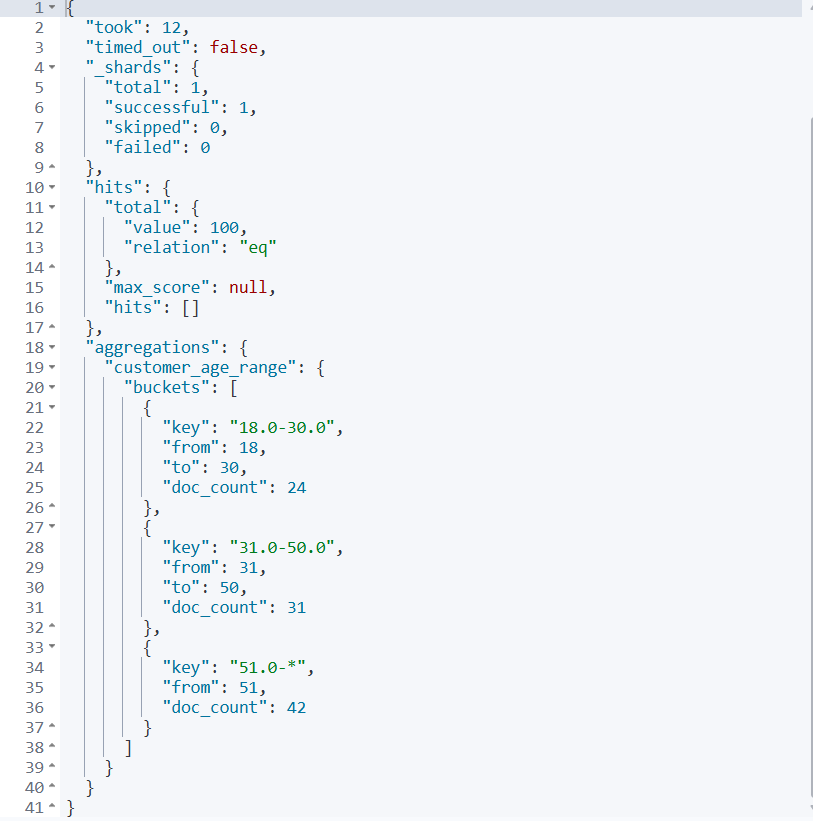 1 {
2   "took": 12,
3   "timed_out": false,
4   "_shards": {
5     "total": 1,
6     "successful": 1,
7     "skipped": 0,
8     "failed": 0
9   },
10   "hits": {
11     "total": {
12       "value": 100,
13       "relation": "eq"
14     },
15     "max_score": null,
16     "hits": []
17   },
18   "aggregations": {
19     "customer_age_range": {
20       "buckets": [
21         {
22           "key": "18.0-30.0",
23           "from": 18,
24           "to": 30,
25           "doc_count": 24
26         },
27         {
28           "key": "31.0-50.0",
29           "from": 31,
30           "to": 50,
31           "doc_count": 31
32         },
33         {
34           "key": "51.0-*",
35           "from": 51,
36           "doc_count": 42
37         }
38       ]
39     }
40   }
41 }